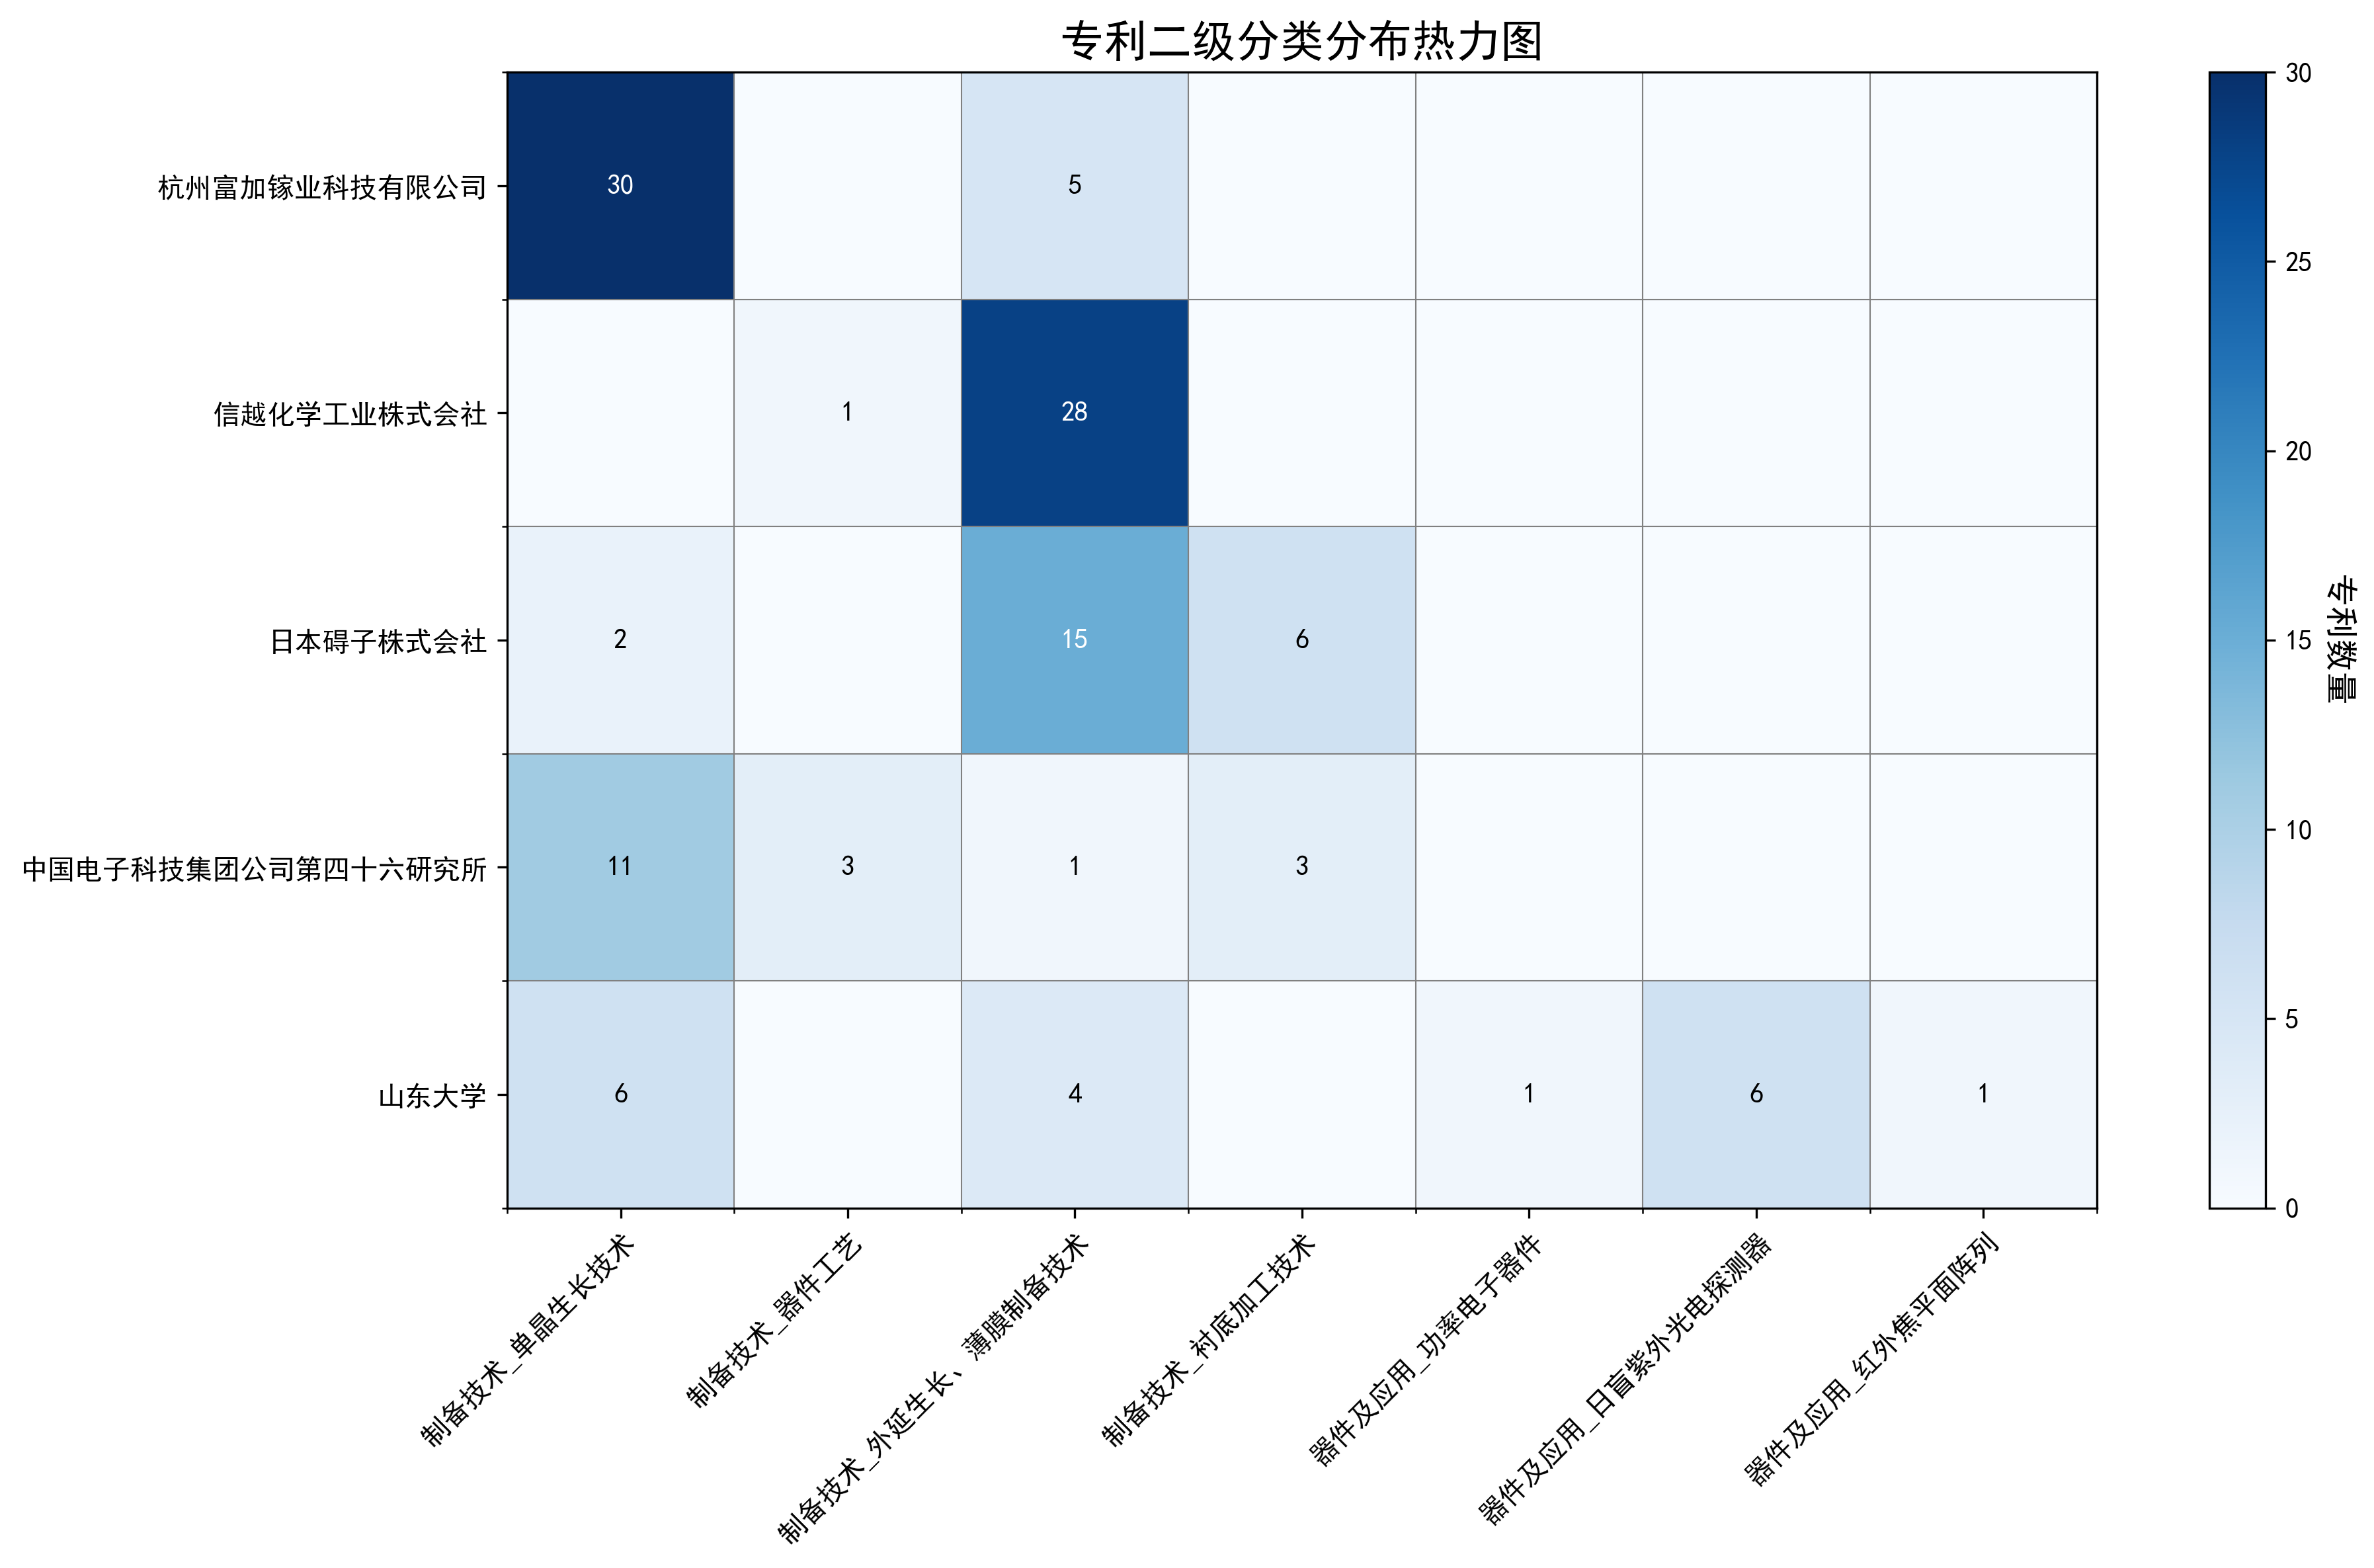 专利二级分类分布热力图
杭州富加镓业科技有限公司
30
5
信越化学工业株式会社
1
28
日本碍子株式会社
2
15
6
中国电子科技集团公司第四十六研究所
11
3
1
3
山东大学
6
4
1
6
1
制备技术_单晶生长技术
制备技术_器件工艺
制备技术_外延生长、薄膜制备技术
制备技术_衬底加工技术
器件及应用_功率电子器件
器件及应用_日盲紫外光电探测器
器件及应用_红外焦平面阵列
30
25
20
15
10
5
0
专利数量